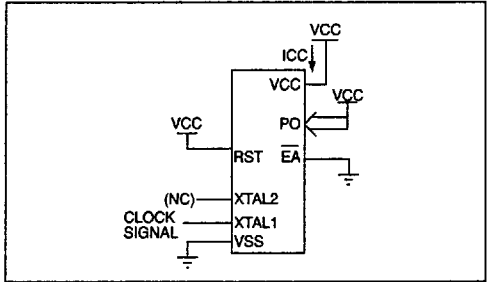 VCC
ICC
VCC
VCC
PO
VCC
RST
EA
(NC)
XTAL2
CLOCK
SIGNAL
XTAL1
VSS